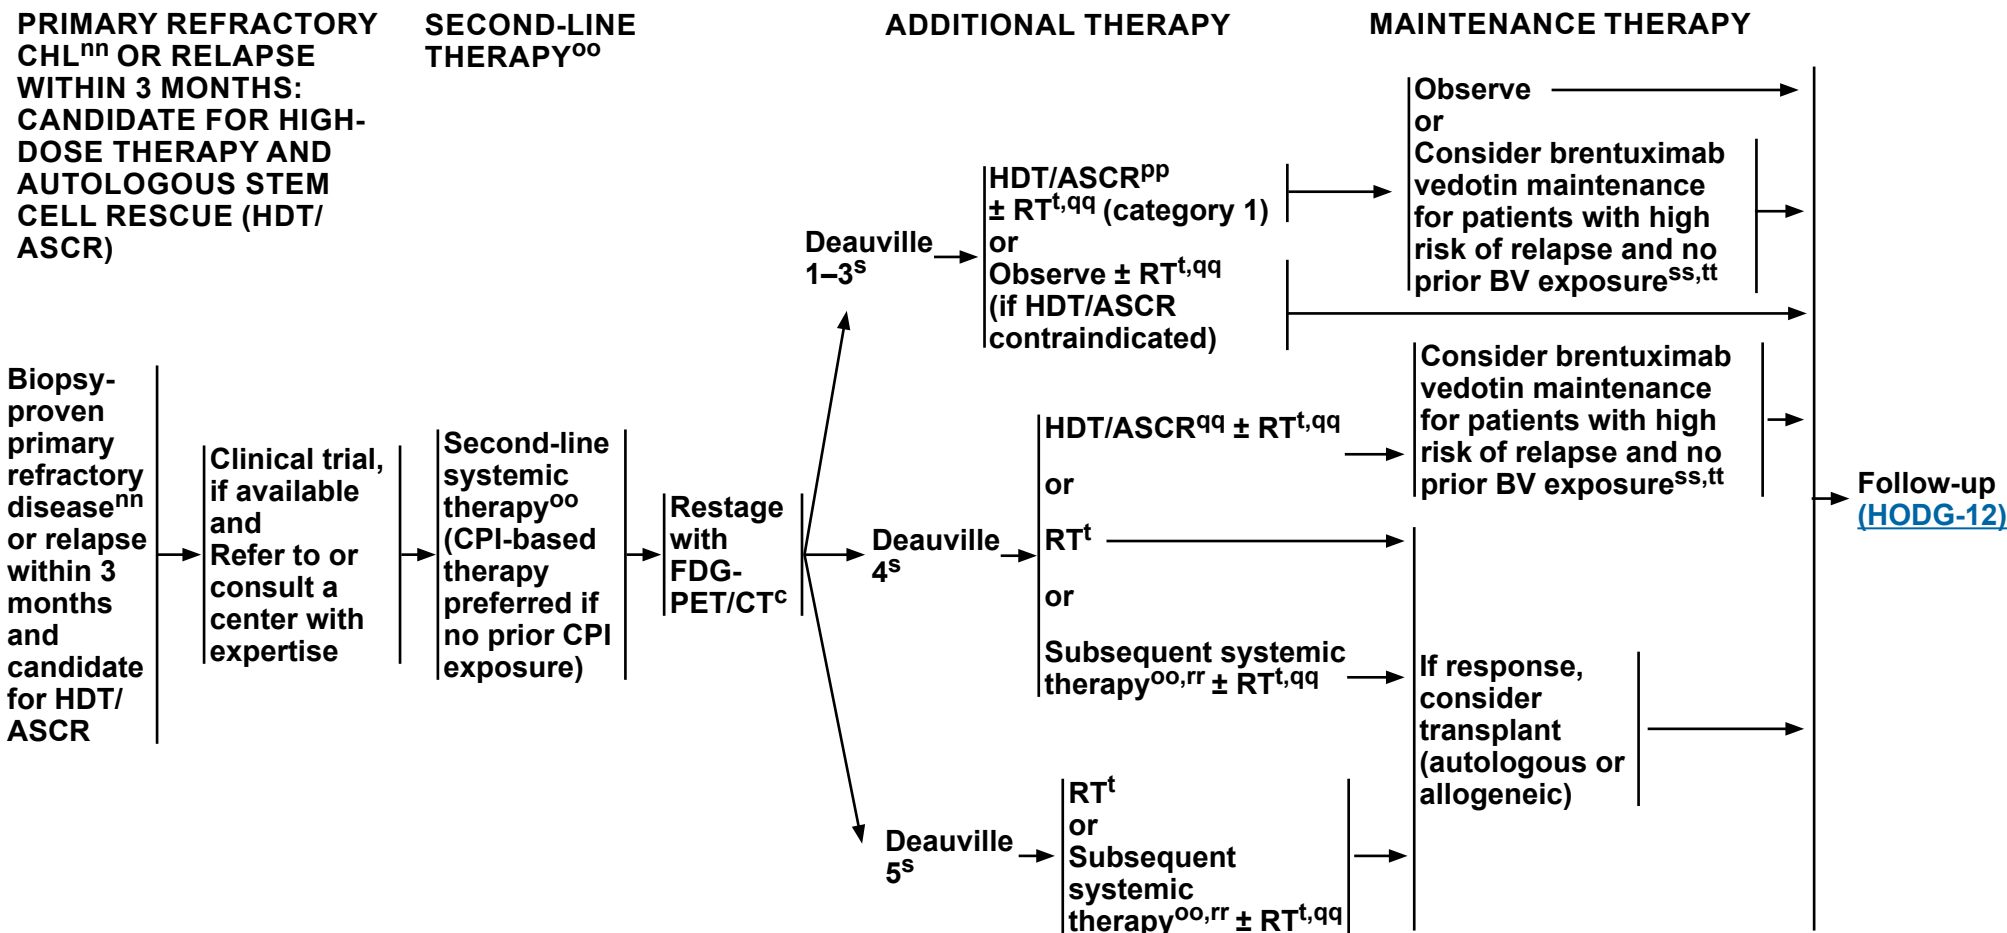 PRIMARY REFRACTORY
CHLnn OR RELAPSE
WITHIN 3 MONTHS:
CANDIDATE FOR HIGH-
DOSE THERAPY AND
AUTOLOGOUS STEM
CELL RESCUE (HDT/
ASCR)
SECOND-LINE
THERAPYoo
ADDITIONAL THERAPY
MAINTENANCE THERAPY
Biopsy-
proven
primary
refractory
diseasenn
or relapse
within 3
months
and
candidate
for HDT/
ASCR
Clinical trial,
if available
and
Refer to or
consult a
center with
expertise
Second-line
systemic
therapyoo
(CPI-based
therapy
preferred if
no prior CPI
exposure)
Restage
with
FDG-
PET/CTc
Deauville
1–3s
HDT/ASCRpp
± RTt,qq (category 1)
or
Observe ± RTt,qq
(if HDT/ASCR
contraindicated)
Observe
or
Consider brentuximab
vedotin maintenance
for patients with high
risk of relapse and no
prior BV exposuress,tt
Deauville
4s
HDT/ASCRqq ± RTt,qq
or
RTt
or
Subsequent systemic
therapyoo,rr ± RTt,qq
Consider brentuximab
vedotin maintenance
for patients with high
risk of relapse and no
prior BV exposuress,tt
Deauville
5s
RTt
or
Subsequent
systemic
therapyoo,rr ± RTt,qq
If response,
consider
transplant
(autologous or
allogeneic)
Follow-up
(HODG-12)